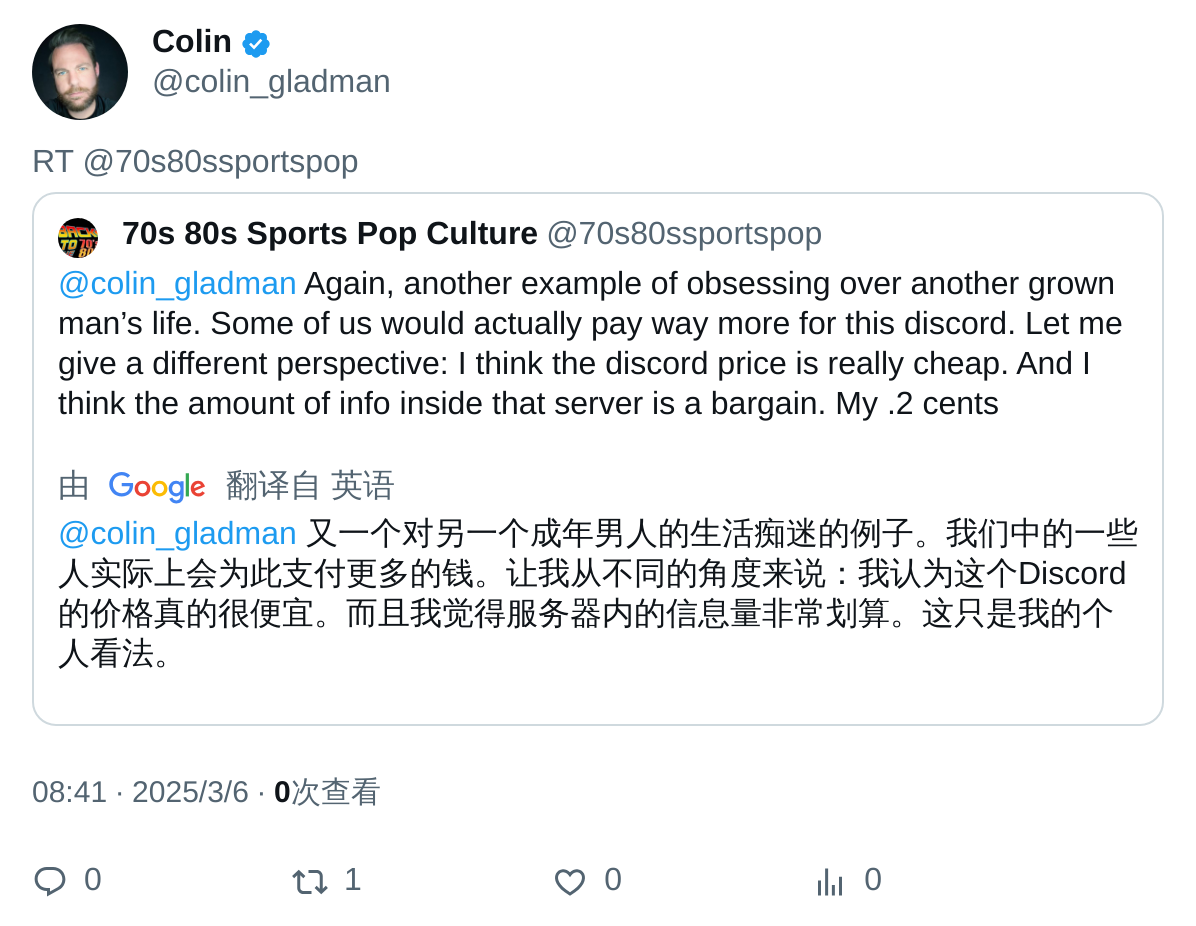 Colin
@colin_gladman
RT @70s80ssportspop
BACK
TO 70's
80s
70s 80s Sports Pop Culture @70s80ssportspop
@colin_gladman Again, another example of obsessing over another grown
man’s life. Some of us would actually pay way more for this discord. Let me
give a different perspective: I think the discord price is really cheap. And I
think the amount of info inside that server is a bargain. My .2 cents
由 Google 翻译自 英语
@colin_gladman 又一个对另一个成年男人的生活痴迷的例子。我们中的一些
人实际上会为此支付更多的钱。让我从不同的角度来说：我认为这个Discord
的价格真的很便宜。而且我觉得服务器内的信息量非常划算。这只是我的个
人看法。
08:41 · 2025/3/6 · 0次查看
0 1 0 0